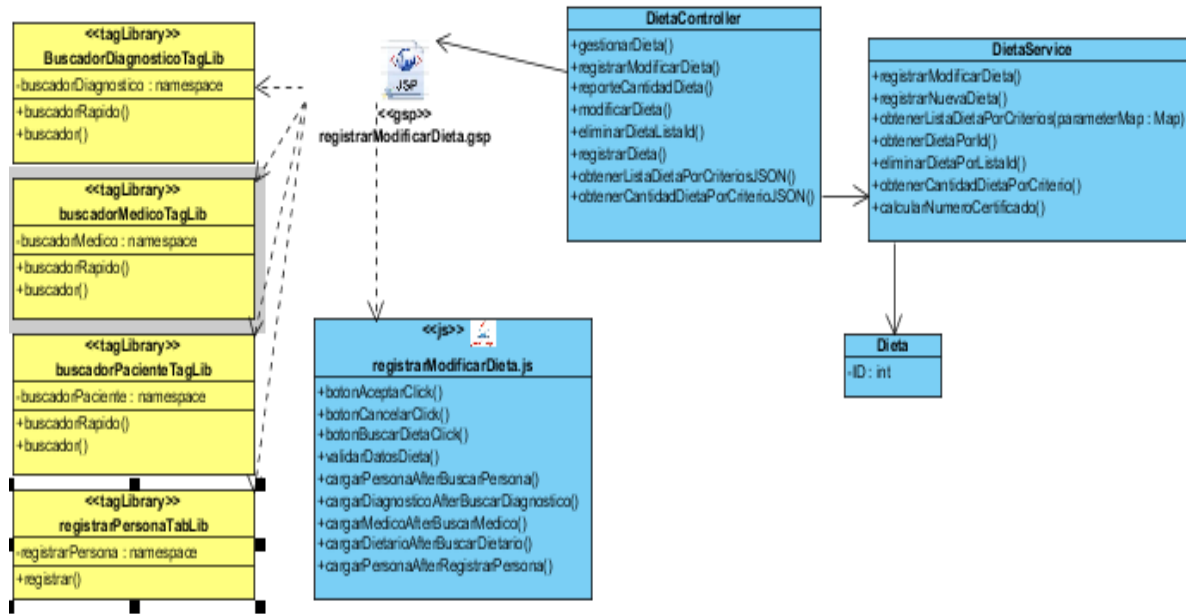 <<tagLibrary>>
BuscadorDiagnosticoTagLib
-buscadorDiagnostico : namespace
+buscadorRapido()
+buscador()
<<tagLibrary>>
buscadorMedicoTagLib
-buscadorMedico : namespace
+buscadorRapido()
+buscador()
<<tagLibrary>>
buscadorPacienteTagLib
-buscadorPaciente : namespace
+buscadorRapido()
+buscador()
<<tagLibrary>>
registrarPersonaTabLib
-registrarPersona : namespace
+registrar()
JSP
<<gsp>>
registrarModificarDieta.gsp
<<js>>
registrarModificarDieta.js
+botonAceptarClick()
+botonCancelarClick()
+botonBuscarDietaClick()
+validarDatosDieta()
+cargarPersonaAfterBuscarPersona()
+cargarDiagnosticoAfterBuscarDiagnostico()
+cargarMedicoAfterBuscarMedico()
+cargarDietarioAfterBuscarDietario()
+cargarPersonaAfterRegistrarPersona()
DietaController
+gestionarDieta()
+registrarModificarDieta()
+reporteCantidadDieta()
+modificarDieta()
+eliminarDietaListaId()
+registrarDieta()
+obtenerListaDietaPorCriteriosJSON()
+obtenerCantidadDietaPorCriterioJSON()
DietaService
+registrarModificarDieta()
+registrarNuevaDieta()
+obtenerListaDietaPorCriterios(parameterMap : Map)
+obtenerDietaPorId()
+eliminarDietaPorListaId()
+obtenerCantidadDietaPorCriterio()
+calcularNumeroCertificado()
Dieta
-ID : int